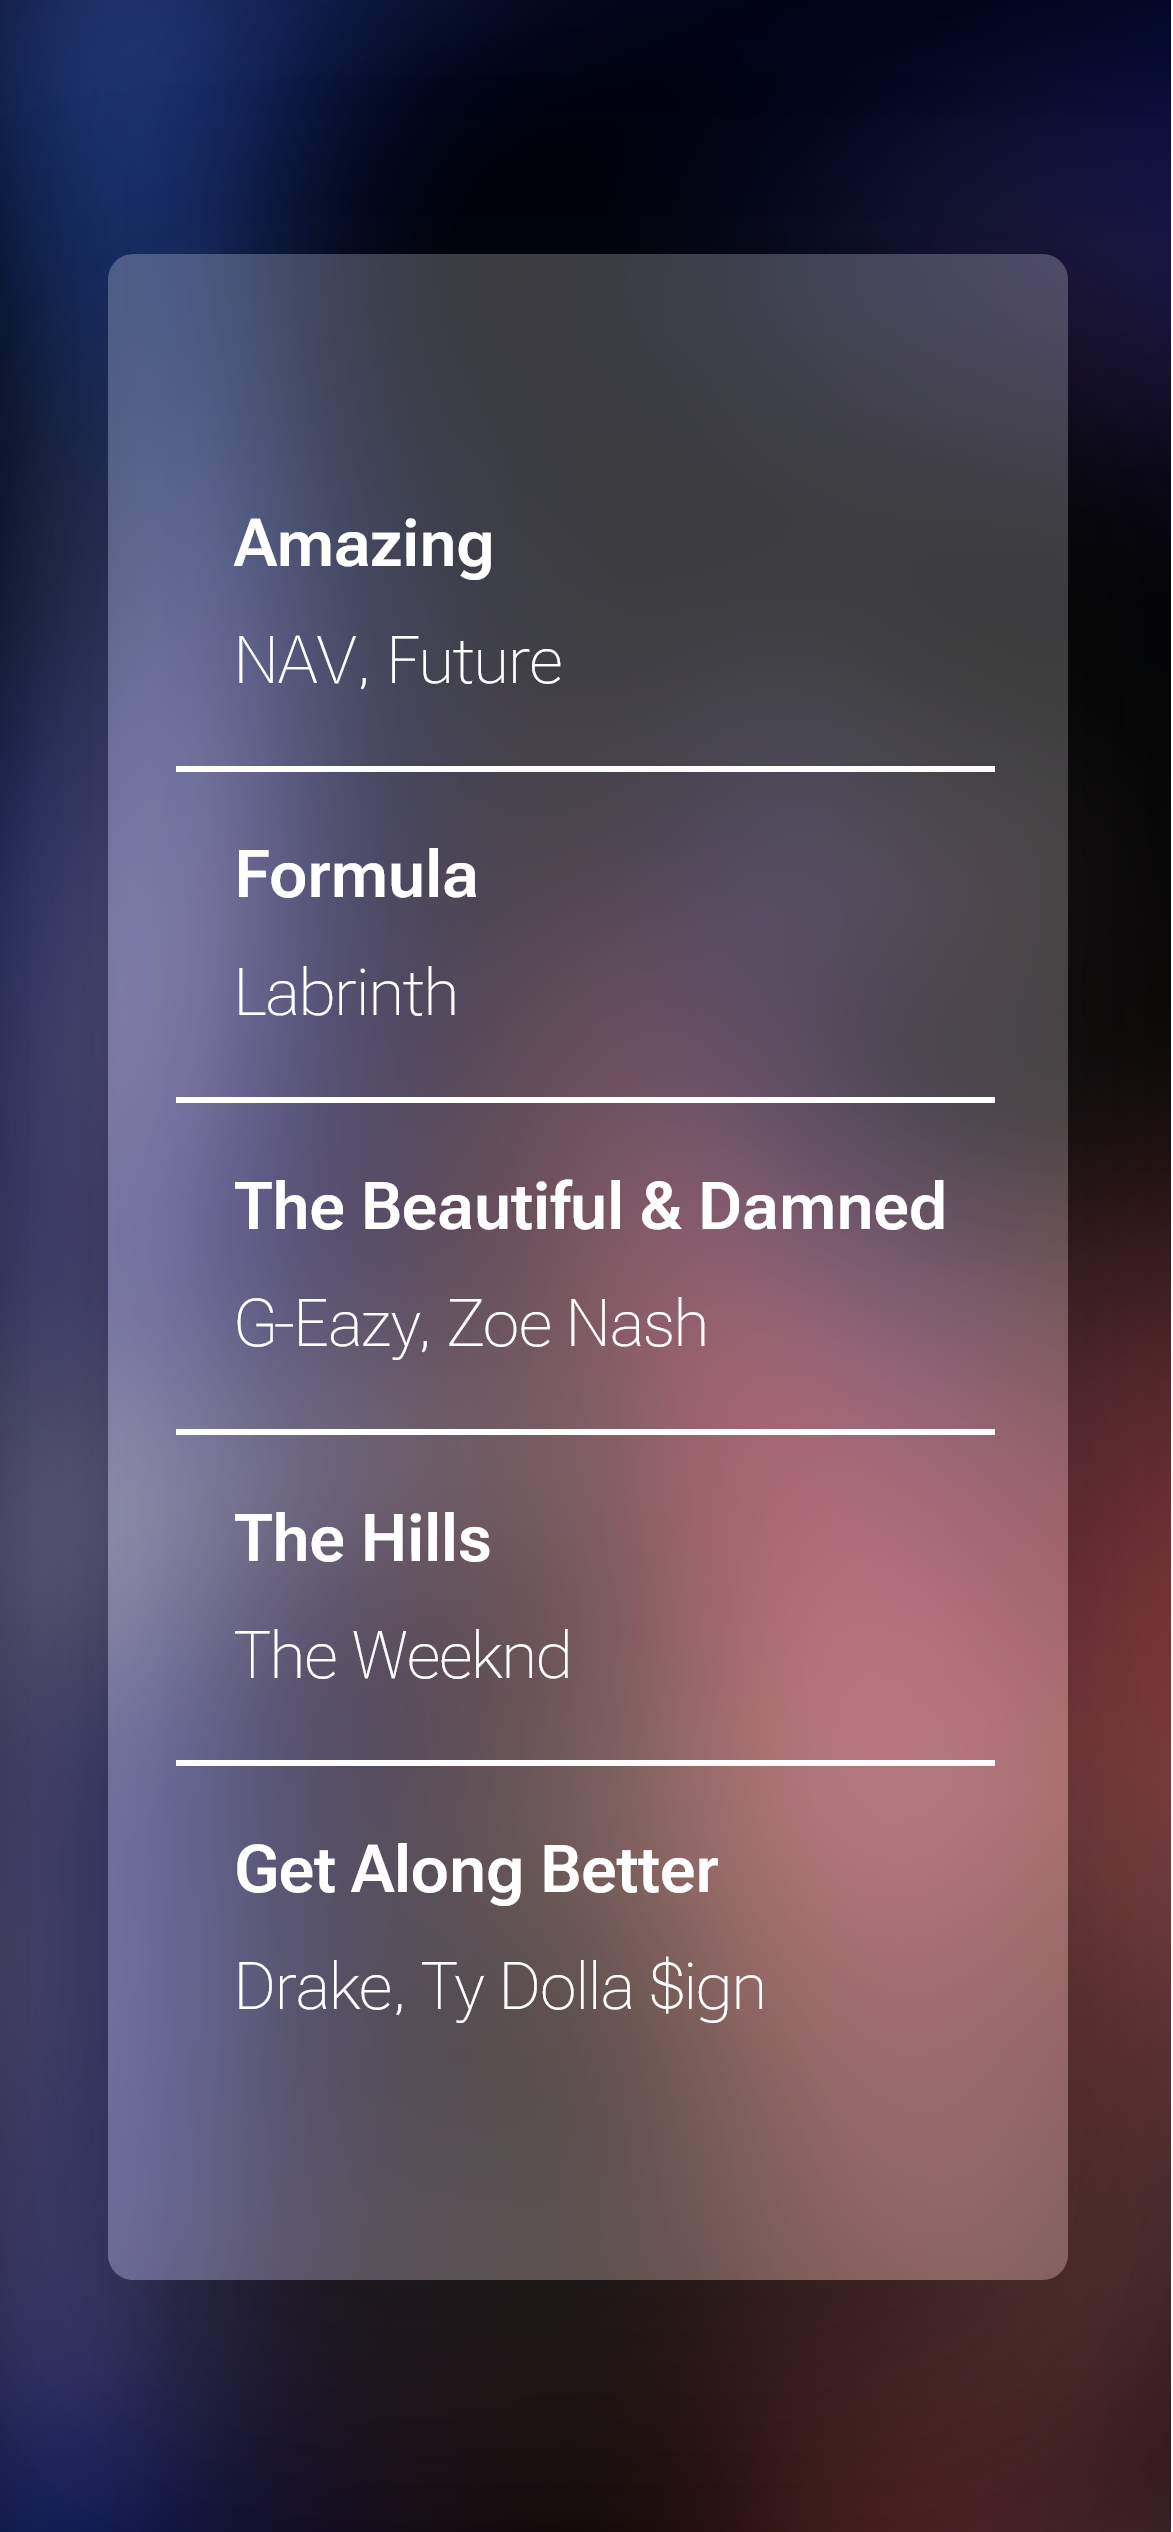 Amazing
NAV, Future
Formula
Labrinth
The Beautiful & Damned
G-Eazy, Zoe Nash
The Hills
The Weeknd
Get Along Better
Drake, Ty Dolla $ign